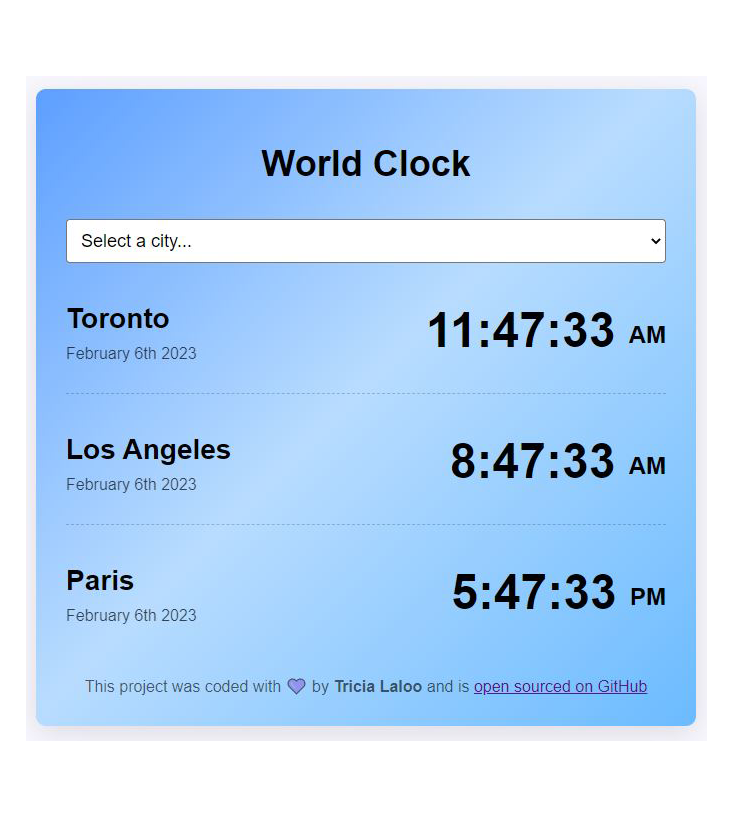 World Clock
Select a city...
Toronto
11:47:33 AM
February 6th 2023
Los Angeles
8:47:33 AM
February 6th 2023
Paris
5:47:33 PM
February 6th 2023
This project was coded with 💜 by Tricia Laloo and is open sourced on GitHub